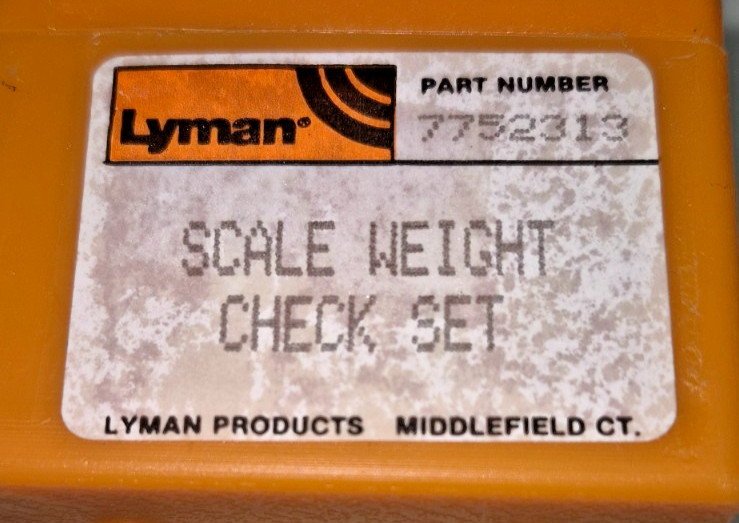 Lyman®
PART NUMBER
7752313
SCALE WEIGHT
CHECK SET
LYMAN PRODUCTS MIDDLEFIELD CT.